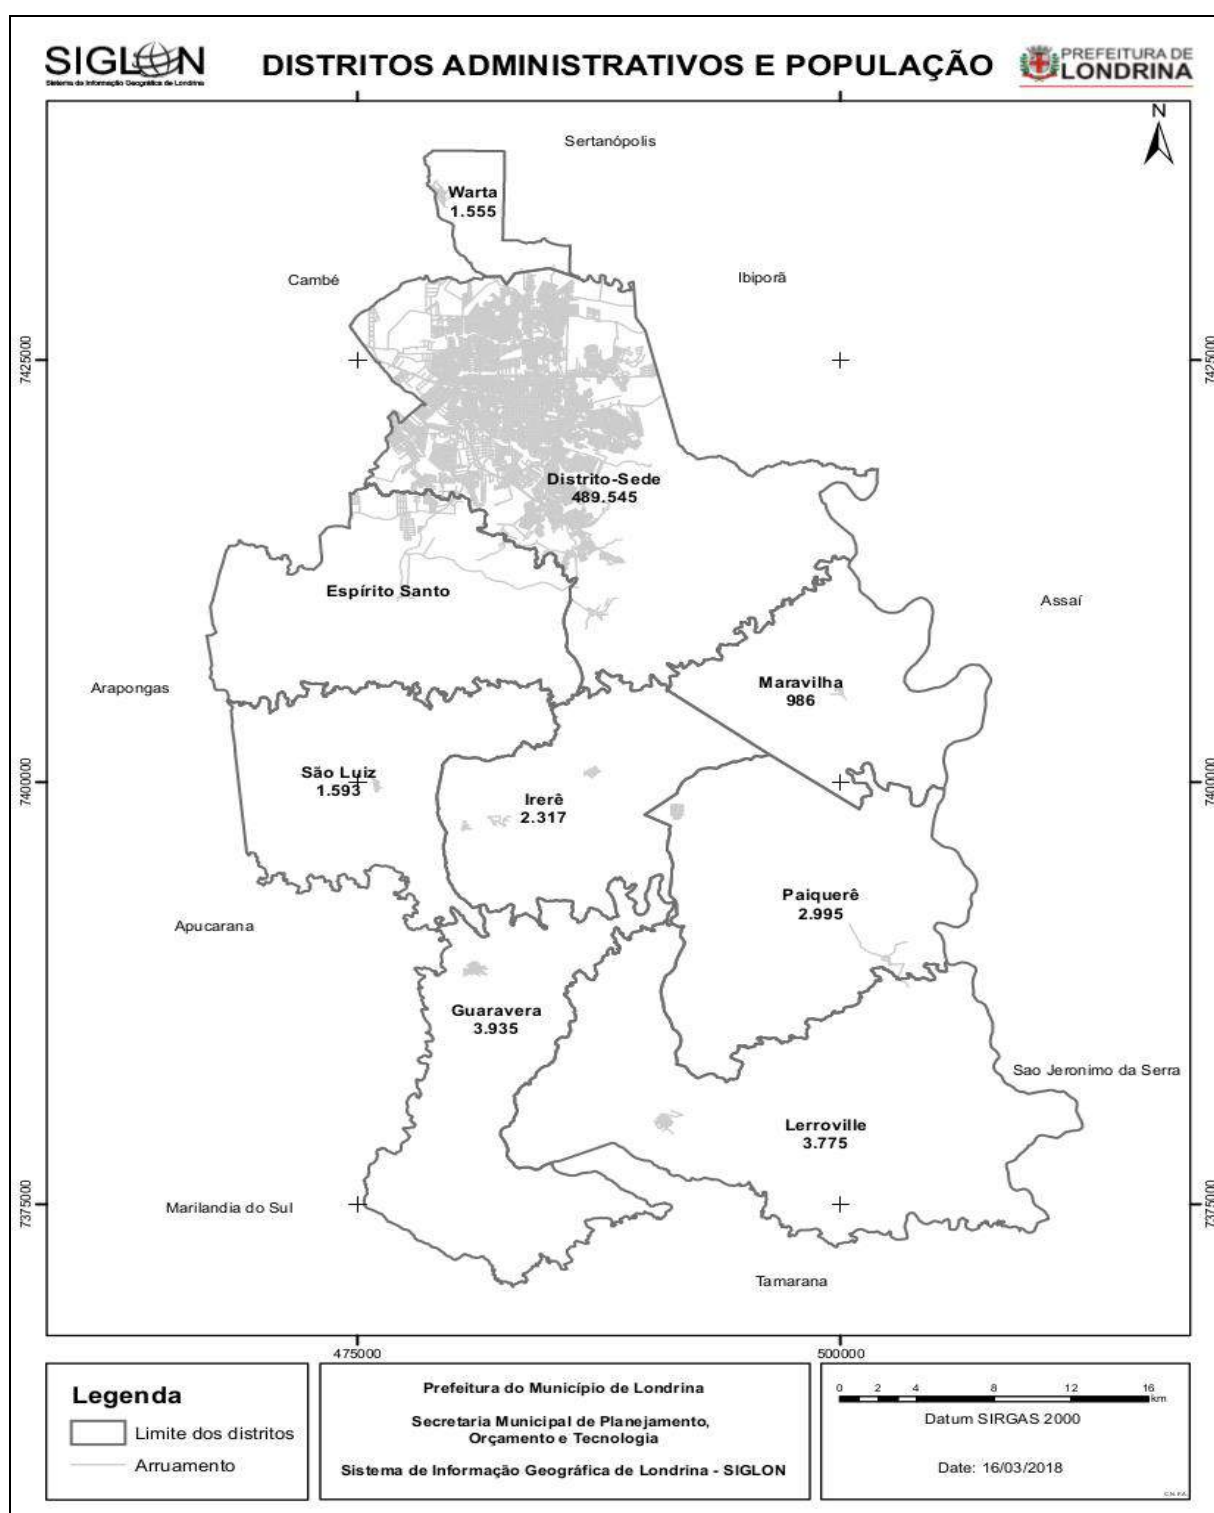 SIGLON
Sistema de Informação Geográfica de Londrina
DISTRITOS ADMINISTRATIVOS E POPULAÇÃO
PREFEITURA DE
LONDRINA
N
Sertanópolis
Warta
1.555
Cambé
Ibiporã
7425000
7425000
Distrito-Sede
489.545
Espírito Santo
Assaí
Arapongas
Maravilha
986
São Luiz
1.593
7400000
7400000
Irerê
2.317
Paiquerê
2.995
Apucarana
Guaravera
3.935
Sao Jeronimo da Serra
Lerroville
3.775
7375000
7375000
Marilandia do Sul
Tamarana
475000
500000
Legenda
Limite dos distritos
Arruamento
Prefeitura do Município de Londrina
Secretaria Municipal de Planejamento,
Orçamento e Tecnologia
Sistema de Informação Geográfica de Londrina - SIGLON
0 2 4 8 12 16
km
Datum SIRGAS 2000
Date: 16/03/2018